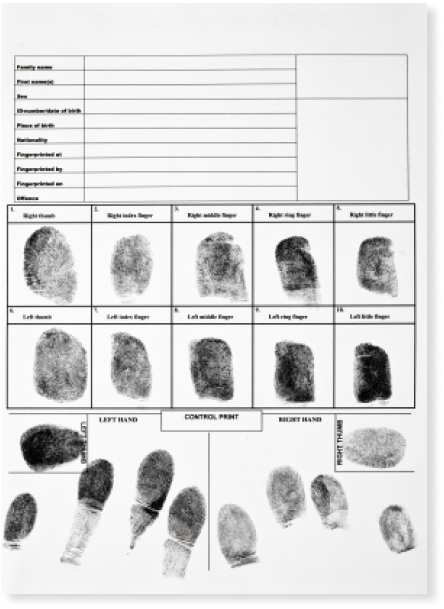 Family name
First name(s)
Sex
IDnumber/date of birth
Place of birth
Nationality
Fingerprinted at
Fingerprinted by
Fingerprinted on
Offence
1. Right thumb
2. Right index finger
3. Right middle finger
4. Right ring finger
5. Right little finger
6. Left thumb
7. Left index finger
8. Left middle finger
9. Left ring finger
10. Left little finger
LEFT HAND
CONTROL PRINT
RIGHT HAND
LEFT THUMB
RIGHT THUMB